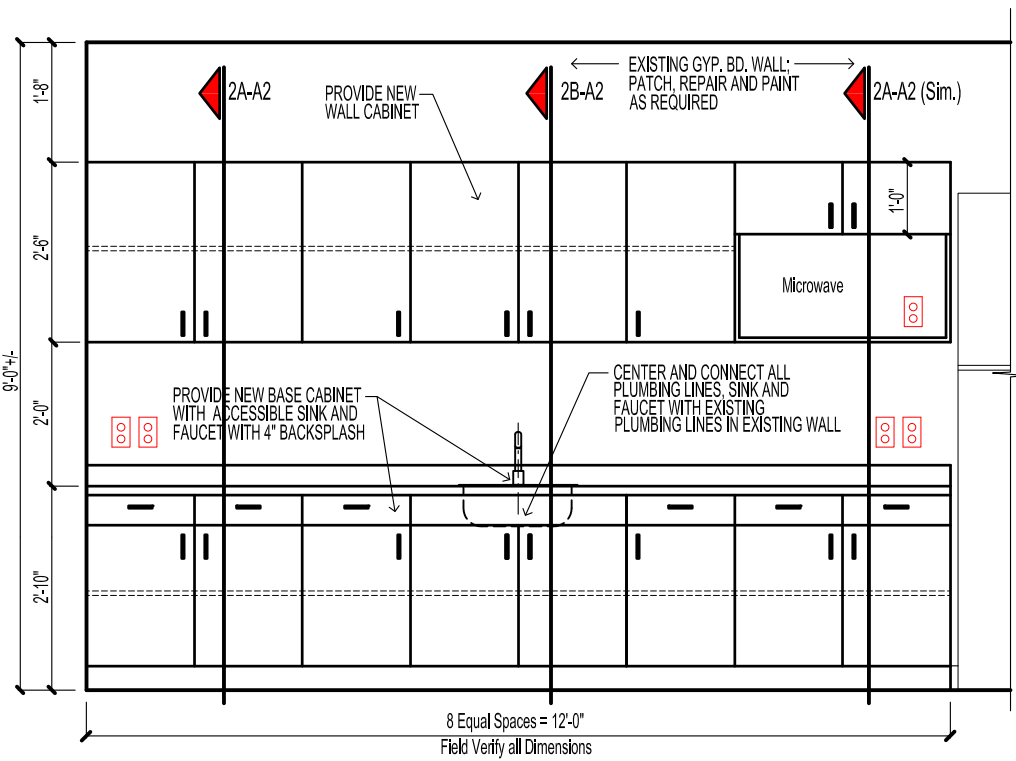 EXISTING GYP. BD. WALL;
PATCH, REPAIR AND PAINT
AS REQUIRED
2A-A2
2B-A2
2A-A2 (Sim.)
PROVIDE NEW
WALL CABINET
1'-8"
2'-6"
1'-0"
Microwave
9-0"+/-
2'-0"
CENTER AND CONNECT ALL
PLUMBING LINES, SINK AND
FAUCET WITH EXISTING
PLUMBING LINES IN EXISTING WALL
PROVIDE NEW BASE CABINET
WITH ACCESSIBLE SINK AND
FAUCET WITH 4" BACKSPLASH
2'-10"
8 Equal Spaces = 12'-0"
Field Verify all Dimensions